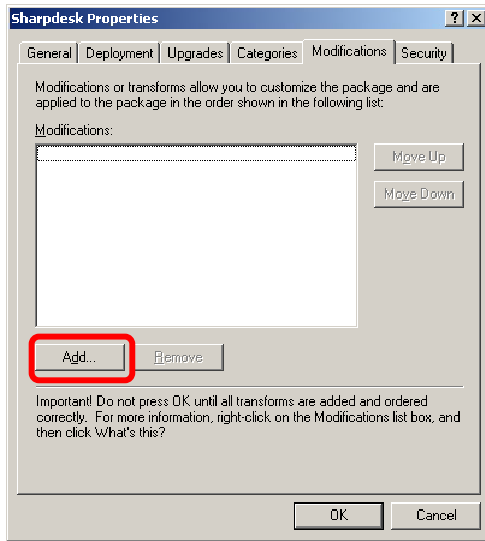 Sharpdesk Properties
General Deployment Upgrades Categories Modifications Security
Modifications or transforms allow you to customize the package and are
applied to the package in the order shown in the following list:
Modifications:
Move Up
Move Down
Add... Remove
Important! Do not press OK until all transforms are added and ordered
correctly. For more information, right-click on the Modifications list box, and
then click What's this?
OK Cancel